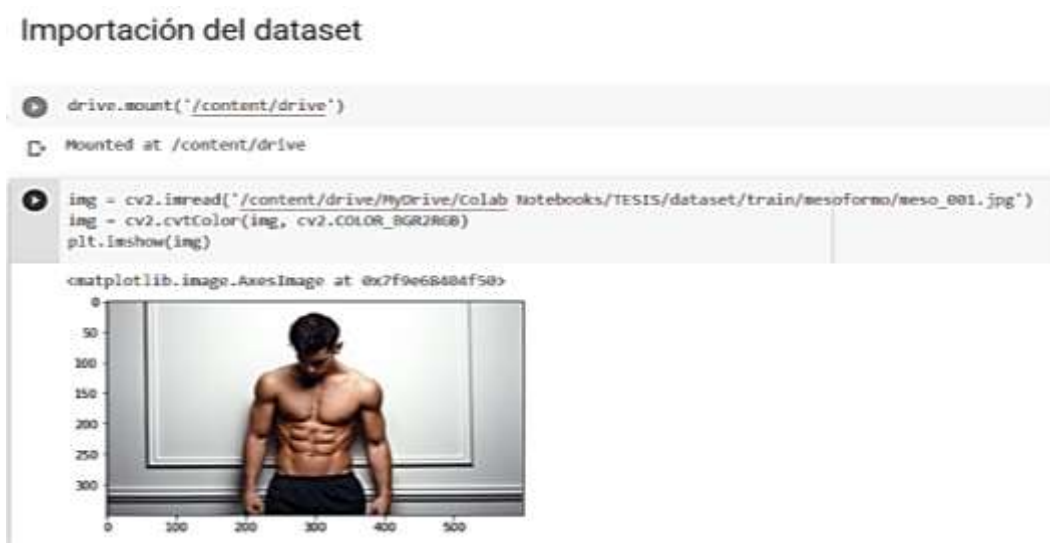 Importación del dataset
drive.mount('/content/drive')
Mounted at /content/drive
img = cv2.imread('/content/drive/MyDrive/Colab Notebooks/TESIS/dataset/train/mesoformo/meso_001.jpg')
img = cv2.cvtColor(img, cv2.COLOR_BGR2RGB)
plt.imshow(img)
<matplotlib.image.AxesImage at 0x7f9e68484f50>
0
50
100
150
200
250
300
0 100 200 300 400 500